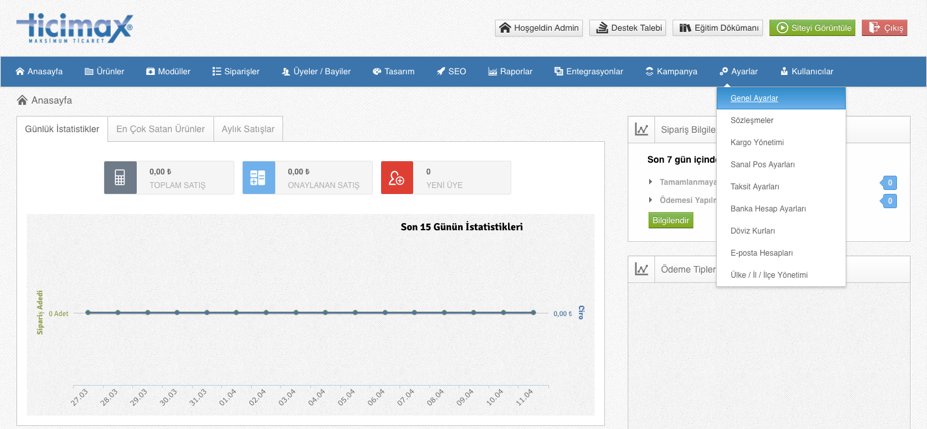 ticimax®
MAKSİMUM TİCARET
Hoşgeldin Admin
Destek Talebi
Eğitim Dökümanı
Siteyi Görüntüle
Çıkış
Anasayfa
Ürünler
Modüller
Siparişler
Üyeler / Bayiler
Tasarım
SEO
Raporlar
Entegrasyonlar
Kampanya
Ayarlar
Kullanıcılar
Anasayfa
Günlük İstatistikler
En Çok Satan Ürünler
Aylık Satışlar
0,00 ₺
TOPLAM SATIŞ
0,00 ₺
ONAYLANAN SATIŞ
0
YENİ ÜYE
Son 15 Günün İstatistikleri
Sipariş Adedi
0 Adet
0,00 ₺
Ciro
27.03
28.03
29.03
30.03
31.03
01.04
02.04
03.04
04.04
05.04
06.04
07.04
08.04
09.04
10.04
11.04
Genel Ayarlar
Sözleşmeler
Kargo Yönetimi
Sanal Pos Ayarları
Taksit Ayarları
Banka Hesap Ayarları
Döviz Kurları
E-posta Hesapları
Ülke / İl / İlçe Yönetimi
Sipariş Bilgile
Son 7 gün içinde
Tamamlanmaya
0
Ödemesi Yapılm
0
Bilgilendir
Ödeme Tipler